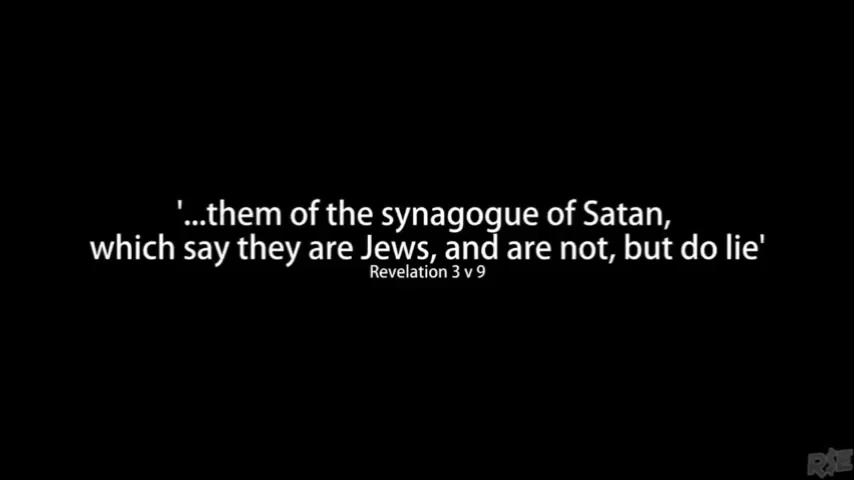 '...them of the synagogue of Satan,
which say they are Jews, and are not, but do lie'
Revelation 3 v 9